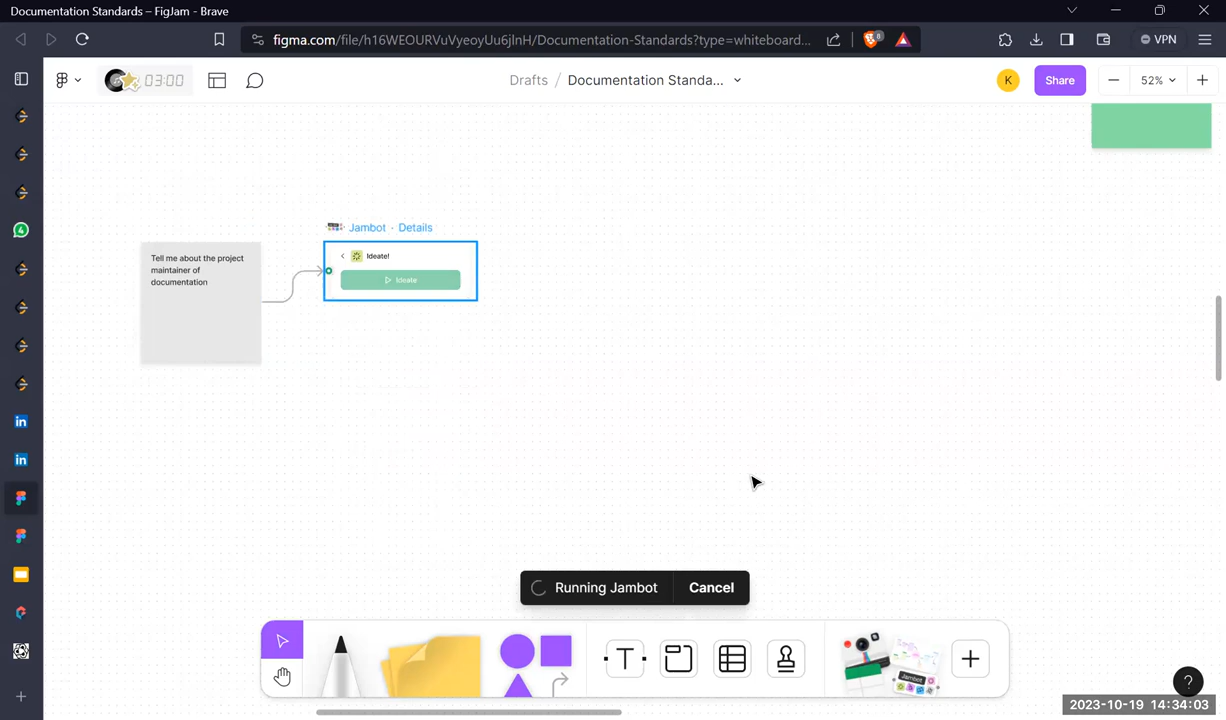 Documentation Standards – FigJam - Brave
figma.com/file/h16WEOURVuVyeoyUu6jlnH/Documentation-Standards?type=whiteboard...
VPN
03:00
Drafts / Documentation Standa...
K
Share
52%
4
Jambot · Details
Tell me about the project
maintainer of
documentation
Ideate!
Ideate
Running Jambot
Cancel
T
Jambot
?
2023-10-19 14:34:03